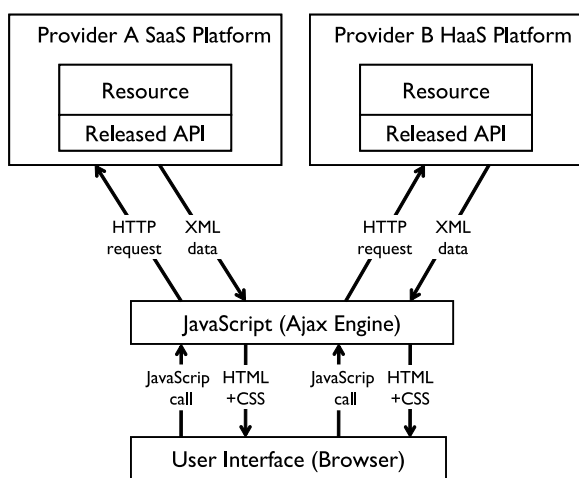 Provider A SaaS Platform
Resource
Released API
Provider B HaaS Platform
Resource
Released API
HTTP
request
XML
data
HTTP
request
XML
data
JavaScript (Ajax Engine)
JavaScrip
call
HTML
+CSS
JavaScrip
call
HTML
+CSS
User Interface (Browser)